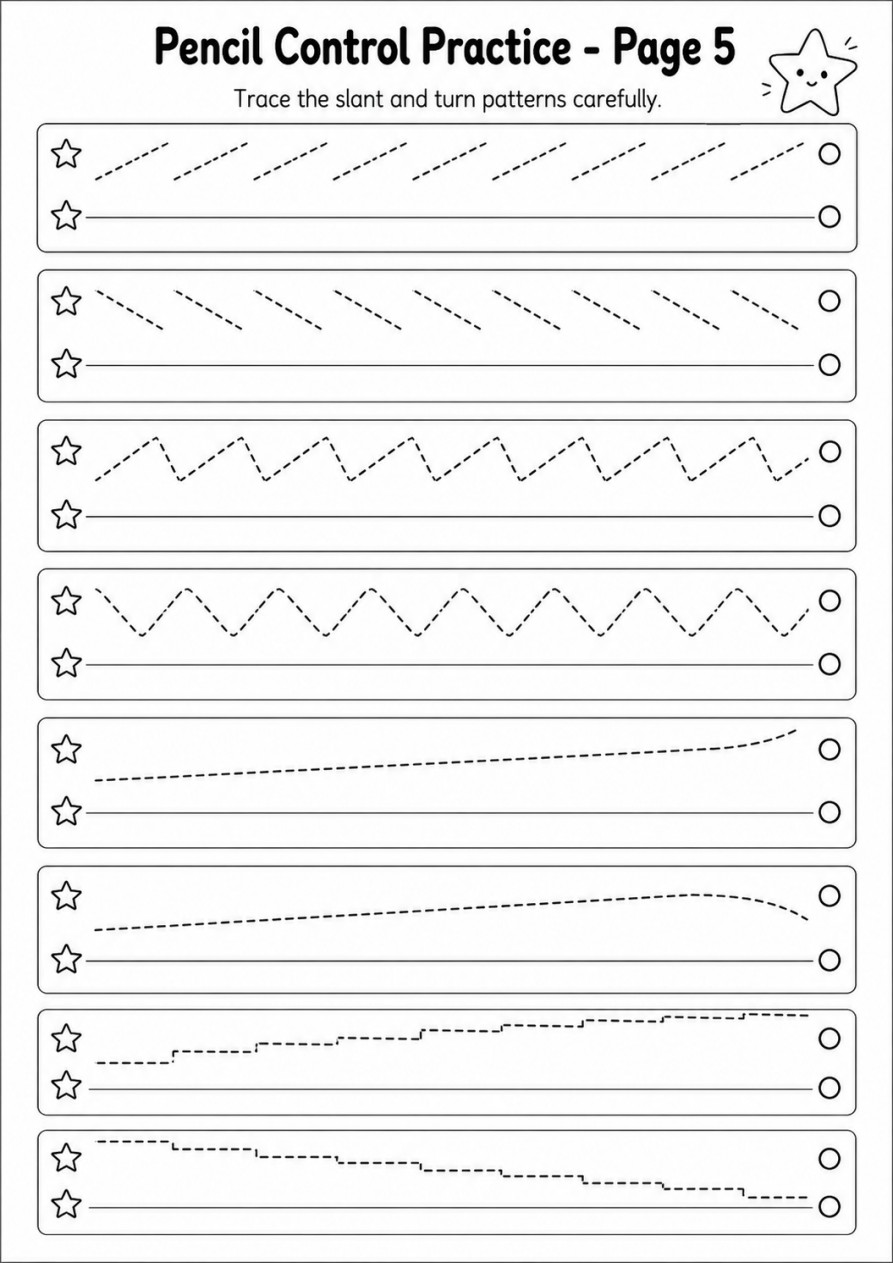 Pencil Control Practice - Page 5
Trace the slant and turn patterns carefully.